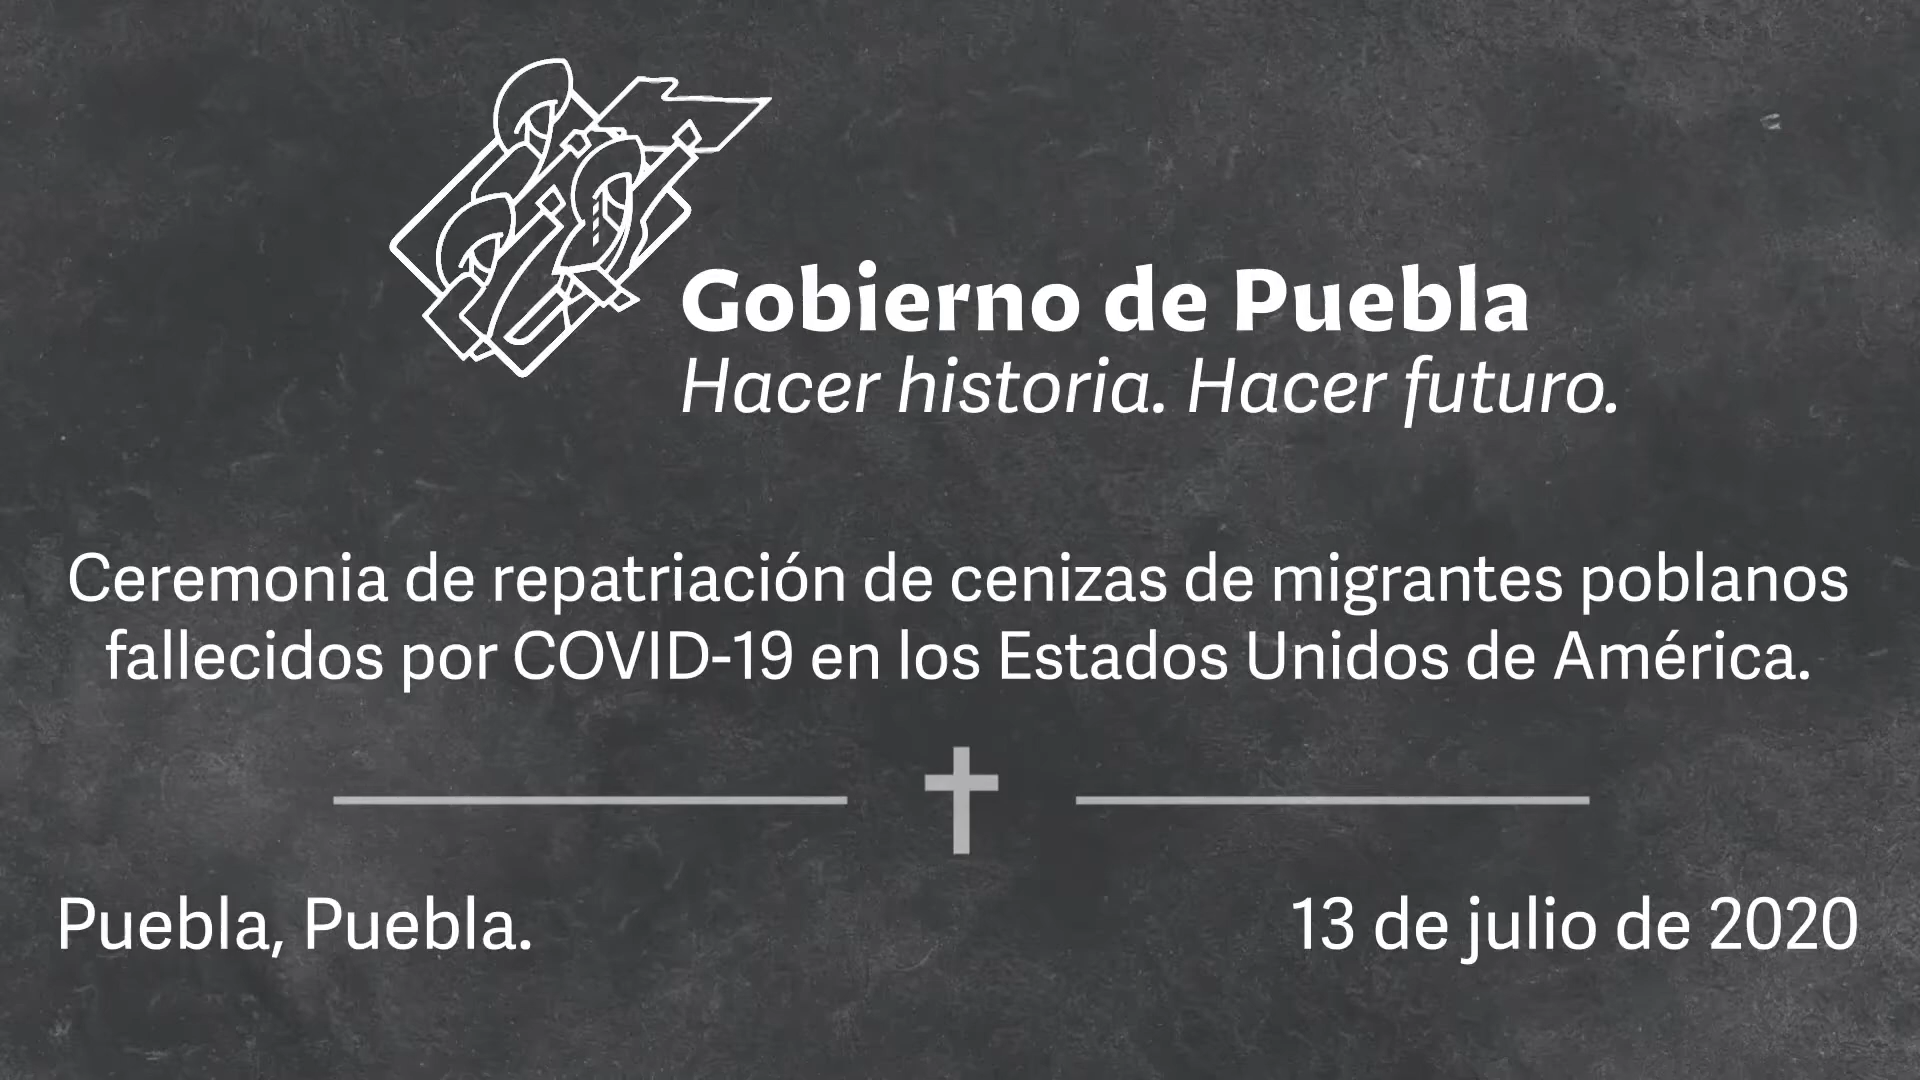 Gobierno de Puebla
Hacer historia. Hacer futuro.
Ceremonia de repatriación de cenizas de migrantes poblanos
fallecidos por COVID-19 en los Estados Unidos de América.
Puebla, Puebla.
13 de julio de 2020